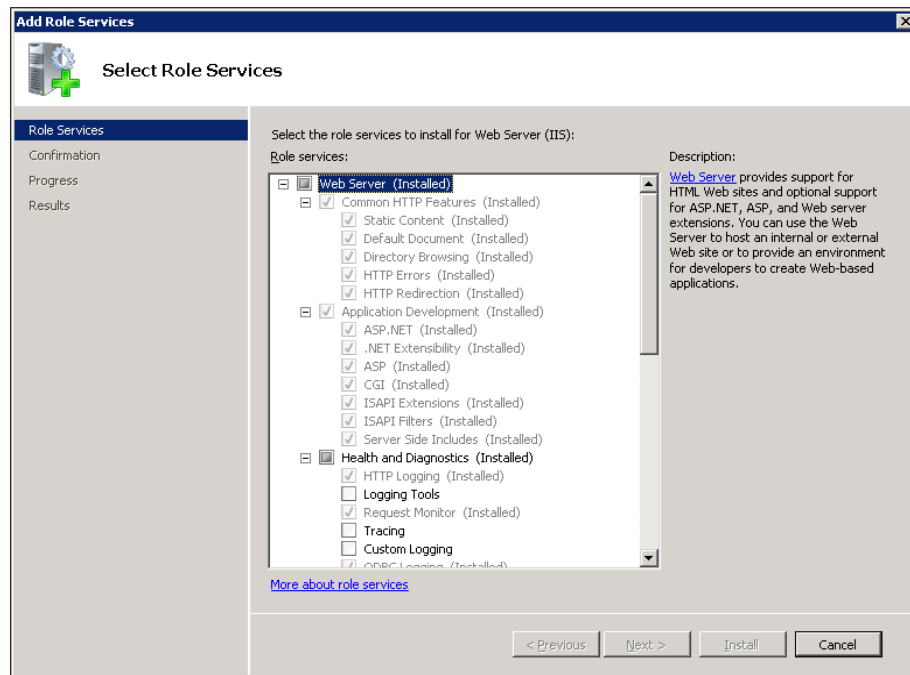 Add Role Services
Select Role Services
Role Services
Confirmation
Progress
Results
Select the role services to install for Web Server (IIS):
Role services:
Web Server (Installed)
Common HTTP Features (Installed)
Static Content (Installed)
Default Document (Installed)
Directory Browsing (Installed)
HTTP Errors (Installed)
HTTP Redirection (Installed)
Application Development (Installed)
ASP.NET (Installed)
.NET Extensibility (Installed)
ASP (Installed)
CGI (Installed)
ISAPI Extensions (Installed)
ISAPI Filters (Installed)
Server Side Includes (Installed)
Health and Diagnostics (Installed)
HTTP Logging (Installed)
Logging Tools
Request Monitor (Installed)
Tracing
Custom Logging
ODBC Logging (Installed)
More about role services
Description:
Web Server provides support for
HTML Web sites and optional support
for ASP.NET, ASP, and Web server
extensions. You can use the Web
Server to host an internal or external
Web site or to provide an environment
for developers to create Web-based
applications.
< Previous
Next >
Install
Cancel